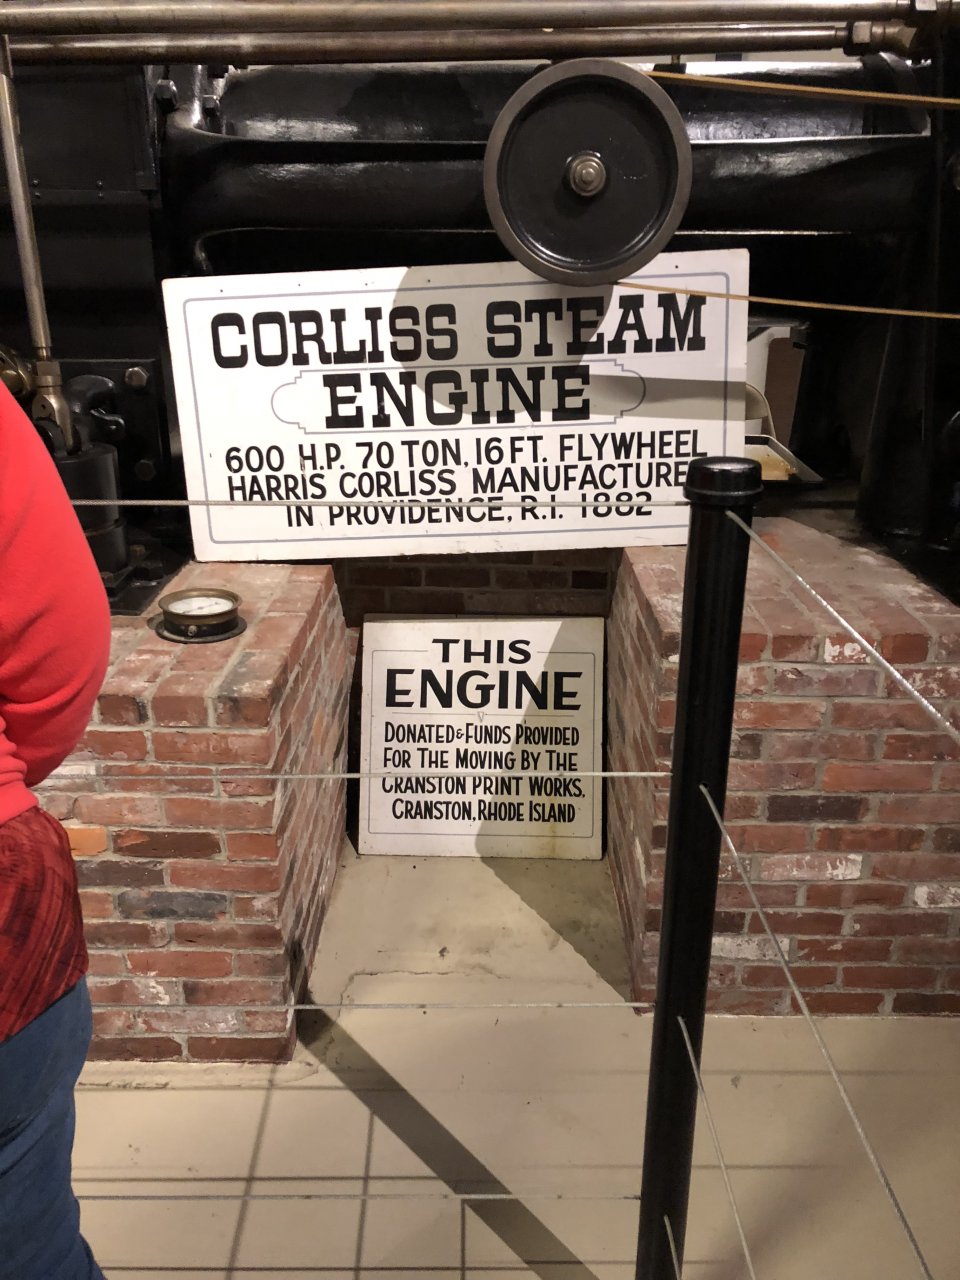 CORLISS STEAM
ENGINE
600 H.P. 70 TON, 16 FT. FLYWHEEL
HARRIS CORLISS MANUFACTURED
IN PROVIDENCE, R.I. 1882
THIS
ENGINE
DONATED & FUNDS PROVIDED
FOR THE MOVING BY THE
CRANSTON PRINT WORKS,
CRANSTON, RHODE ISLAND